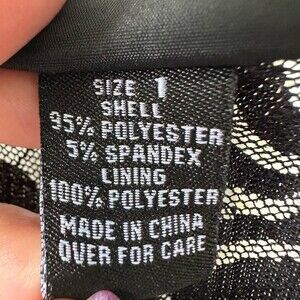 SIZE 1
SHELL
95% POLYESTER
5% SPANDEX
LINING
100% POLYESTER
MADE IN CHINA
OVER FOR CARE